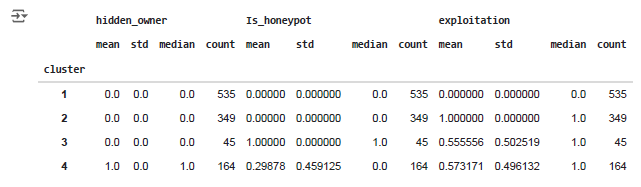 hidden_owner Is_honeypot exploitation
mean std median count mean std median count mean std median count
cluster
1 0.0 0.0 0.0 535 0.00000 0.000000 0.0 535 0.000000 0.000000 0.0 535
2 0.0 0.0 0.0 349 0.00000 0.000000 0.0 349 1.000000 0.000000 1.0 349
3 0.0 0.0 0.0 45 1.00000 0.000000 1.0 45 0.555556 0.502519 1.0 45
4 1.0 0.0 1.0 164 0.29878 0.459125 0.0 164 0.573171 0.496132 1.0 164